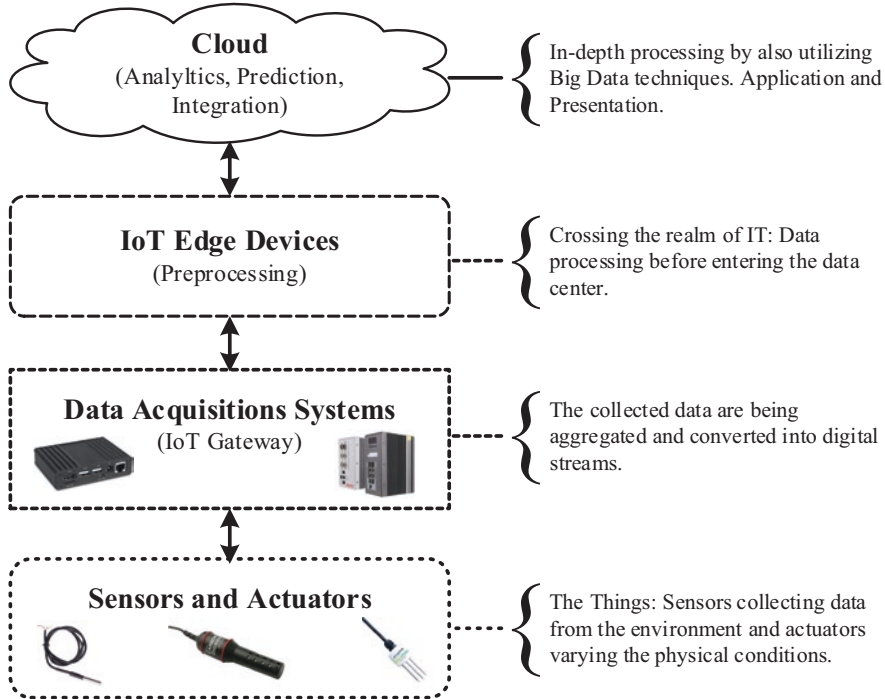 Cloud
(Analyltics, Prediction,
Integration)
In-depth processing by also utilizing
Big Data techniques. Application and
Presentation.
IoT Edge Devices
(Preprocessing)
Crossing the realm of IT: Data
processing before entering the data
center.
Data Acquisitions Systems
(IoT Gateway)
The collected data are being
aggregated and converted into digital
streams.
Sensors and Actuators
The Things: Sensors collecting data
from the environment and actuators
varying the physical conditions.